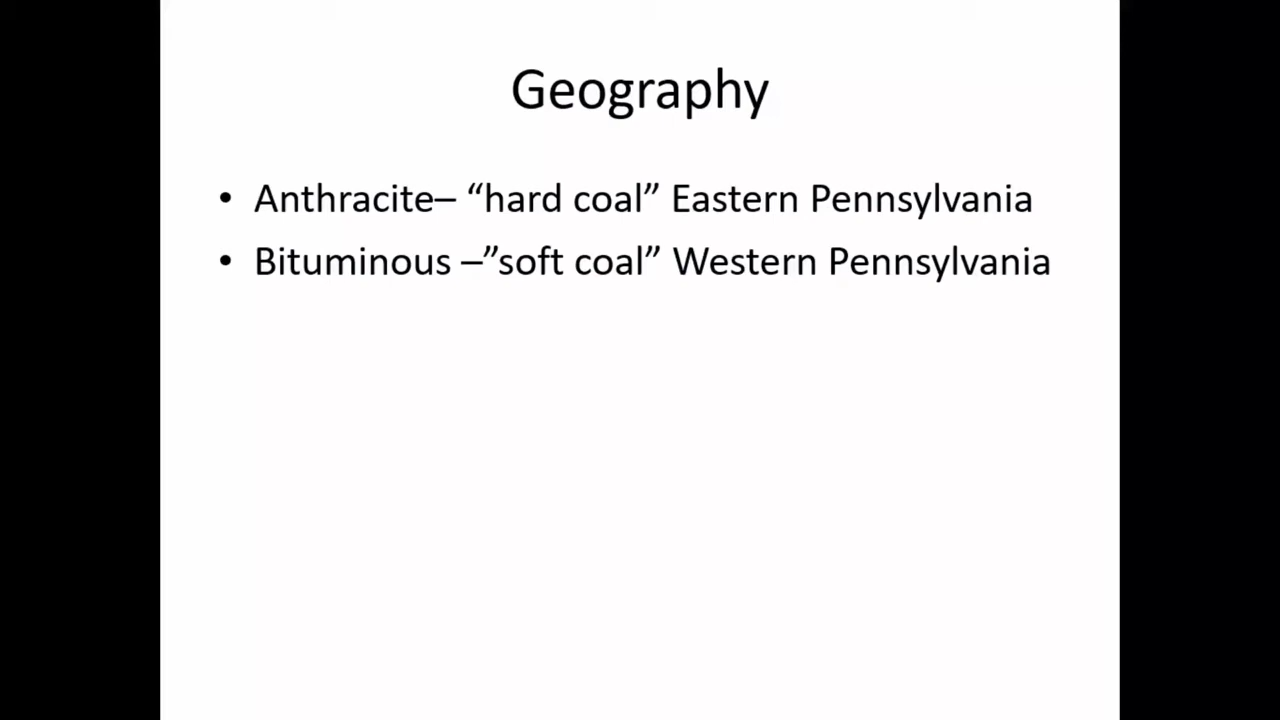 Geography
• Anthracite– “hard coal” Eastern Pennsylvania
• Bituminous –”soft coal” Western Pennsylvania